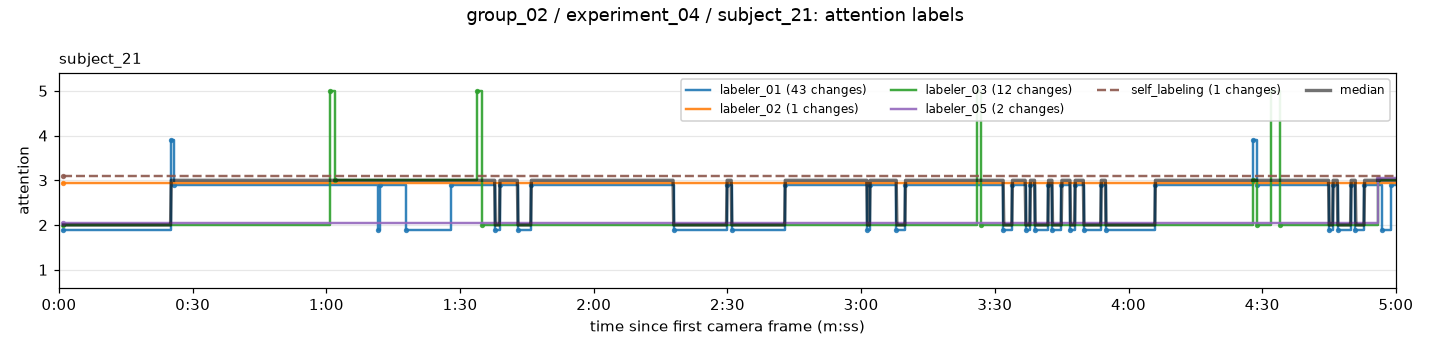 group_02 / experiment_04 / subject_21: attention labels
subject_21
labeler_01 (43 changes)
labeler_02 (1 changes)
labeler_03 (12 changes)
labeler_05 (2 changes)
self_labeling (1 changes)
median
attention
5
4
3
2
1
0:00
0:30
1:00
1:30
2:00
2:30
3:00
3:30
4:00
4:30
5:00
time since first camera frame (m:ss)